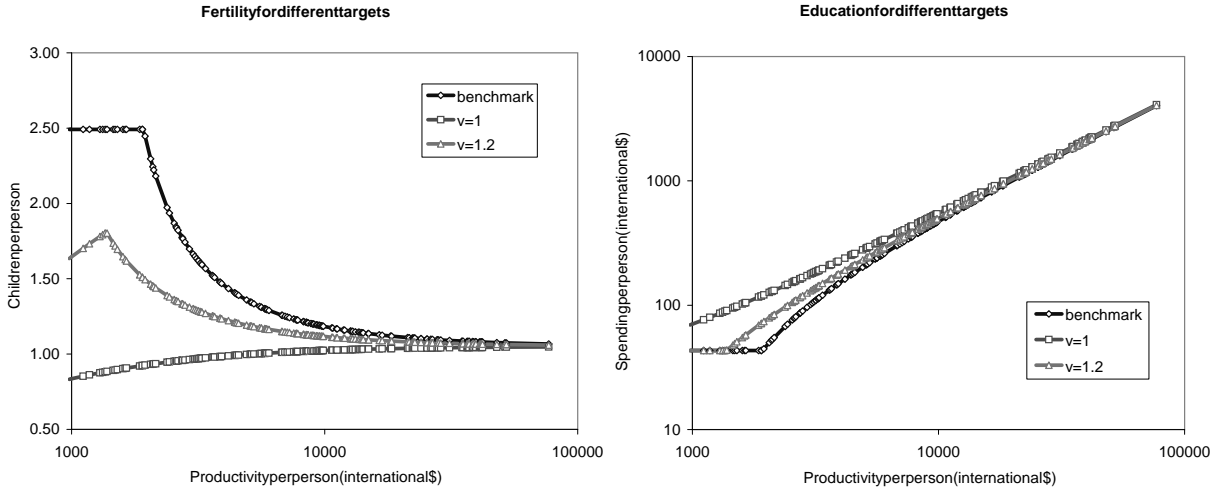 Fertilityfordifferenttargets
3.00
2.50
2.00
1.50
1.00
0.50
Childrenperperson
benchmark
v=1
v=1.2
1000
10000
100000
Productivityperperson(international$)
Educationfordifferenttargets
10000
1000
100
10
Spendingperperson(international$)
benchmark
v=1
v=1.2
1000
10000
100000
Productivityperperson(international$)